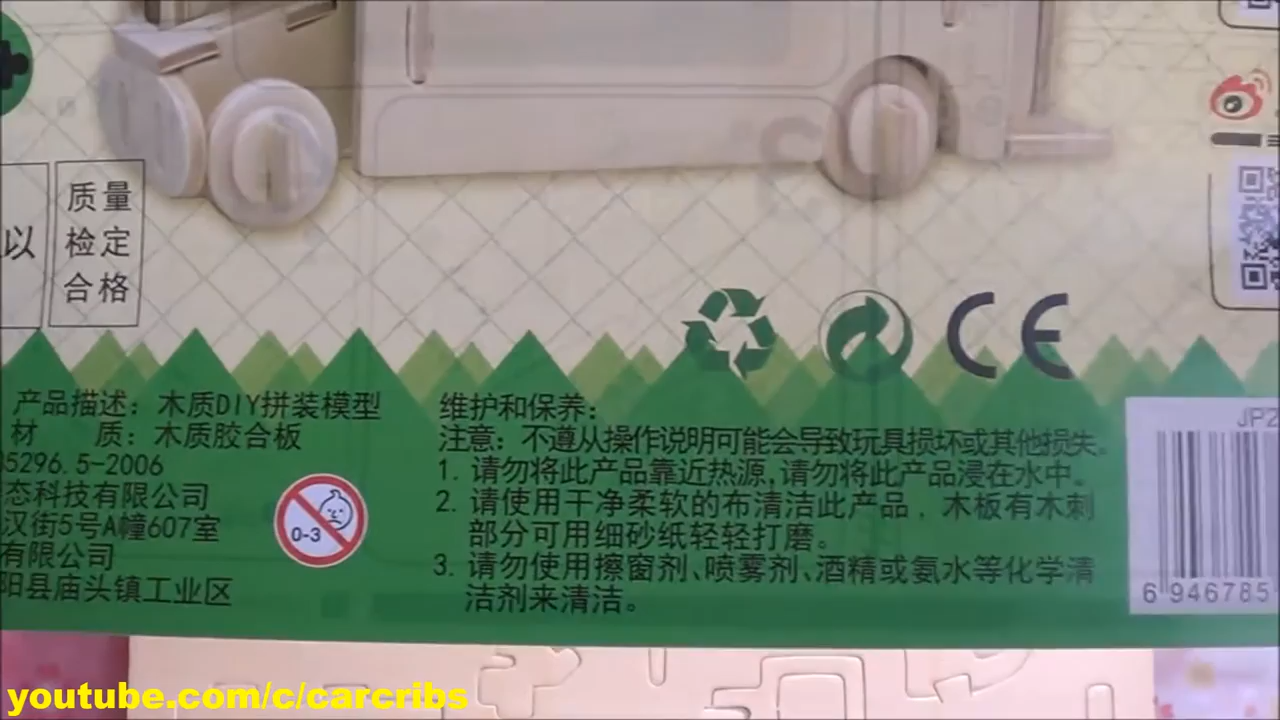 以
质量
检定
合格
CE
产品描述：木质DIY拼装模型
材　　质：木质胶合板
5296.5-2006
态科技有限公司
汉街5号A幢607室
有限公司
阳县庙头镇工业区
0-3
维护和保养：
注意：不遵从操作说明可能会导致玩具损坏或其他损失。
1. 请勿将此产品靠近热源,请勿将此产品浸在水中。
2. 请使用干净柔软的布清洁此产品，木板有木刺
部分可用细砂纸轻轻打磨。
3. 请勿使用擦窗剂、喷雾剂、酒精或氨水等化学清
洁剂来清洁。
JP2
6 946785
youtube.com/c/carcribs